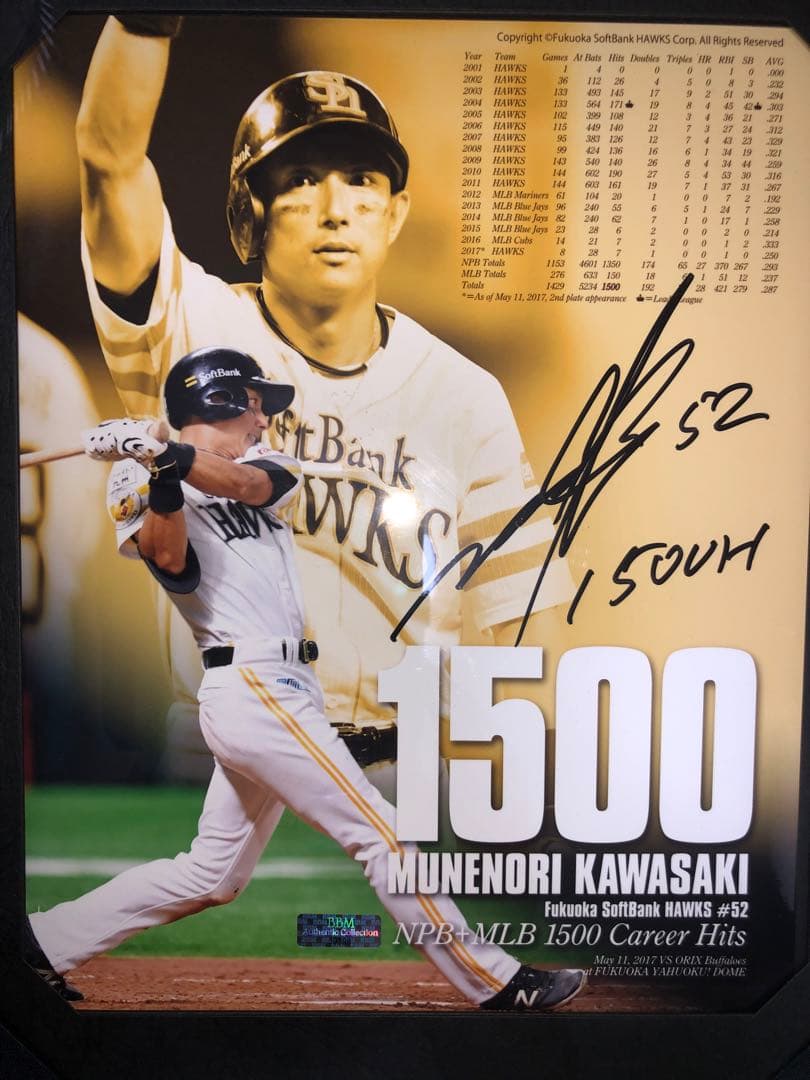 Copyright ©Fukuoka SoftBank HAWKS Corp. All Rights Reserved
Year Team Games At Bats Hits Doubles Triples HR RBI SB AVG
2001 HAWKS 1 4 0 0 0 0 1 0 .000
2002 HAWKS 36 112 26 4 5 0 8 3 .232
2003 HAWKS 133 493 145 17 9 2 51 30 .294
2004 HAWKS 133 564 171 19 8 4 45 42 .303
2005 HAWKS 102 399 108 12 3 4 36 21 .271
2006 HAWKS 115 449 140 21 7 3 27 24 .312
2007 HAWKS 95 383 126 12 7 4 43 23 .329
2008 HAWKS 99 424 136 16 6 1 34 19 .321
2009 HAWKS 143 540 140 26 8 4 34 44 .259
2010 HAWKS 144 602 190 27 5 4 53 30 .316
2011 HAWKS 144 603 161 19 7 1 37 31 .267
2012 MLB Mariners 61 104 20 1 0 0 7 2 .192
2013 MLB Blue Jays 96 240 55 6 5 1 24 7 .229
2014 MLB Blue Jays 82 240 62 7 1 0 17 1 .258
2015 MLB Blue Jays 23 28 6 2 0 0 2 0 .214
2016 MLB Cubs 14 21 7 2 0 0 1 2 .333
2017* HAWKS 8 28 7 1 0 0 1 0 .250
NPB Totals 1153 4601 1350 174 65 27 370 267 .293
MLB Totals 276 633 150 18 1 51 12 .237
Totals 1429 5234 1500 192 28 421 279 .287
*=As of May 11, 2017, 2nd plate appearance =League
SH
Bank
SoftBank
ftBank
HAWKS
52
1500H
1500
MUNENORI KAWASAKI
Fukuoka SoftBank HAWKS #52
NPB+MLB 1500 Career Hits
May 11, 2017 VS ORIX Buffaloes
at FUKUOKA YAHUOKU! DOME
BBM
Authentic Collection
N